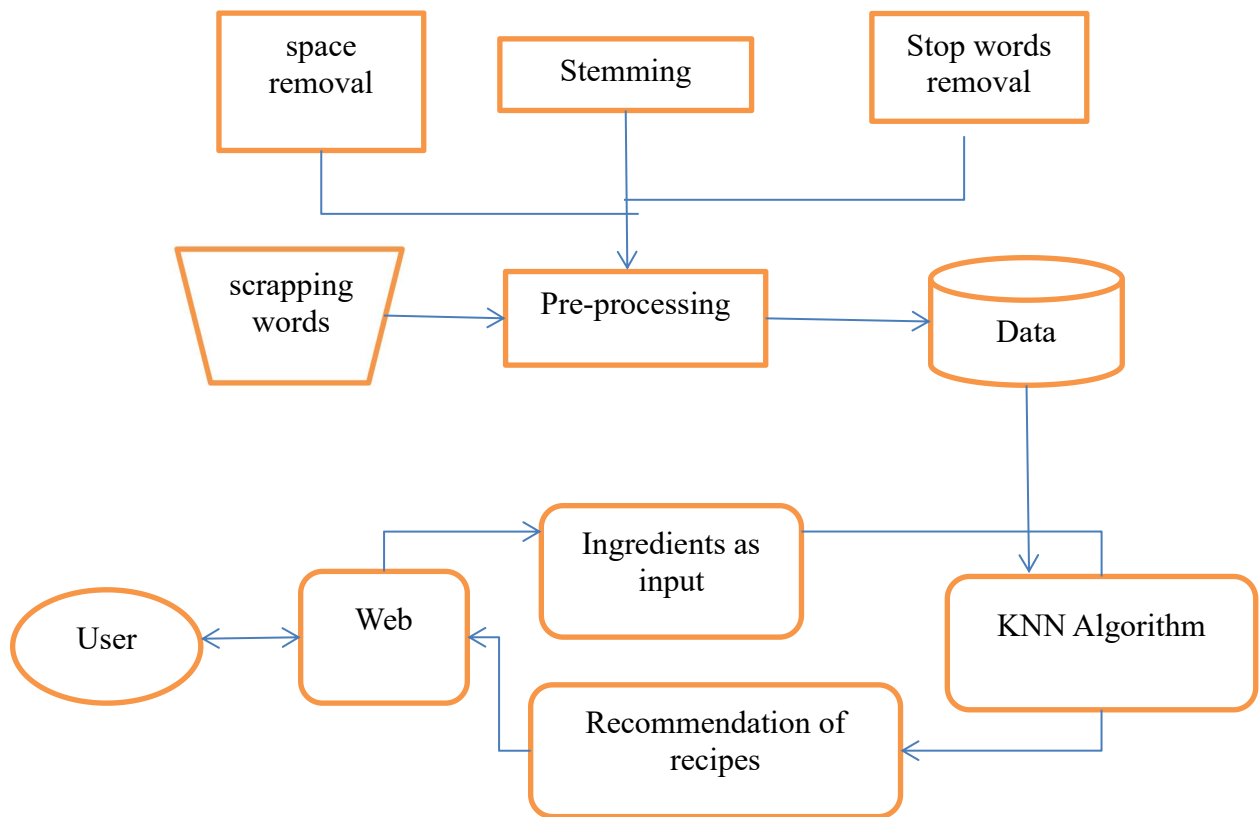 space
removal
Stemming
Stop words
removal
scrapping
words
Pre-processing
Data
Ingredients as
input
User
Web
KNN Algorithm
Recommendation of
recipes